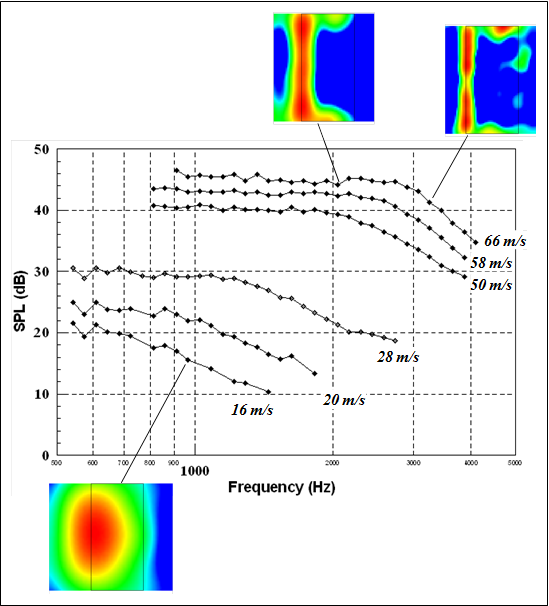 50
40
30
20
10
0
SPL (dB)
66 m/s
58 m/s
50 m/s
28 m/s
20 m/s
16 m/s
500 600 700 800 900 1000 2000 3000 4000 5000
Frequency (Hz)